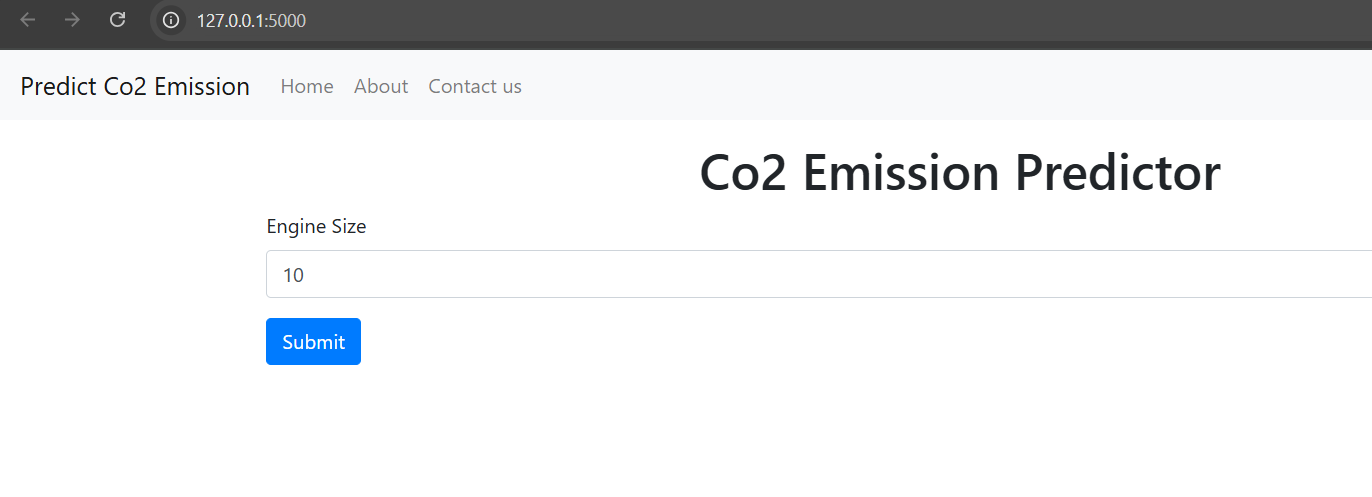 127.0.0.1:5000
Predict Co2 Emission Home About Contact us
Co2 Emission Predictor
Engine Size
10
Submit